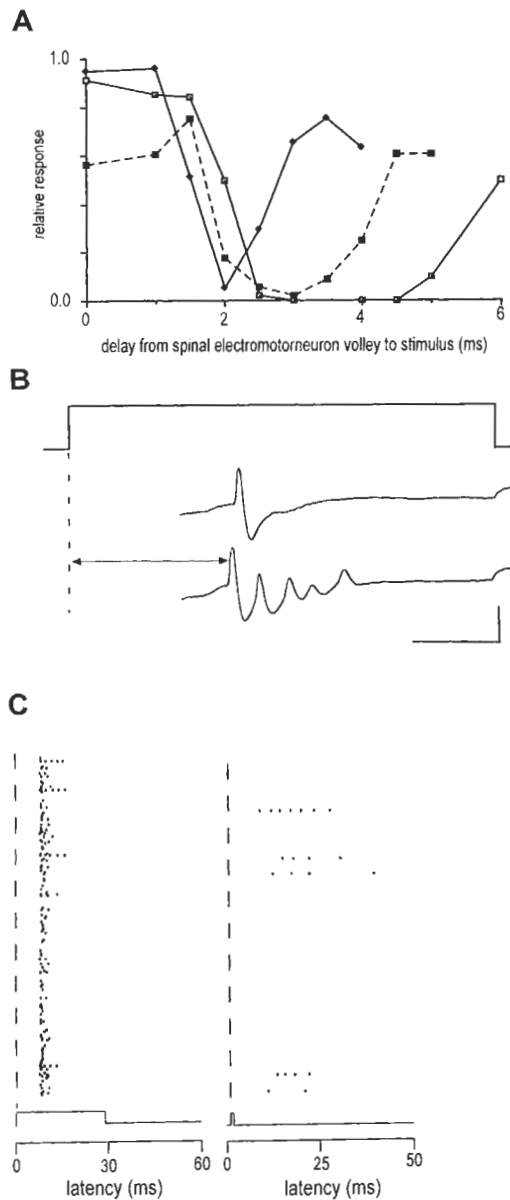 A
1.0
relative response
0.0
0 2 4 6
delay from spinal electromotorneuron volley to stimulus (ms)
B
C
0 30 60
latency (ms)
0 25 50
latency (ms)